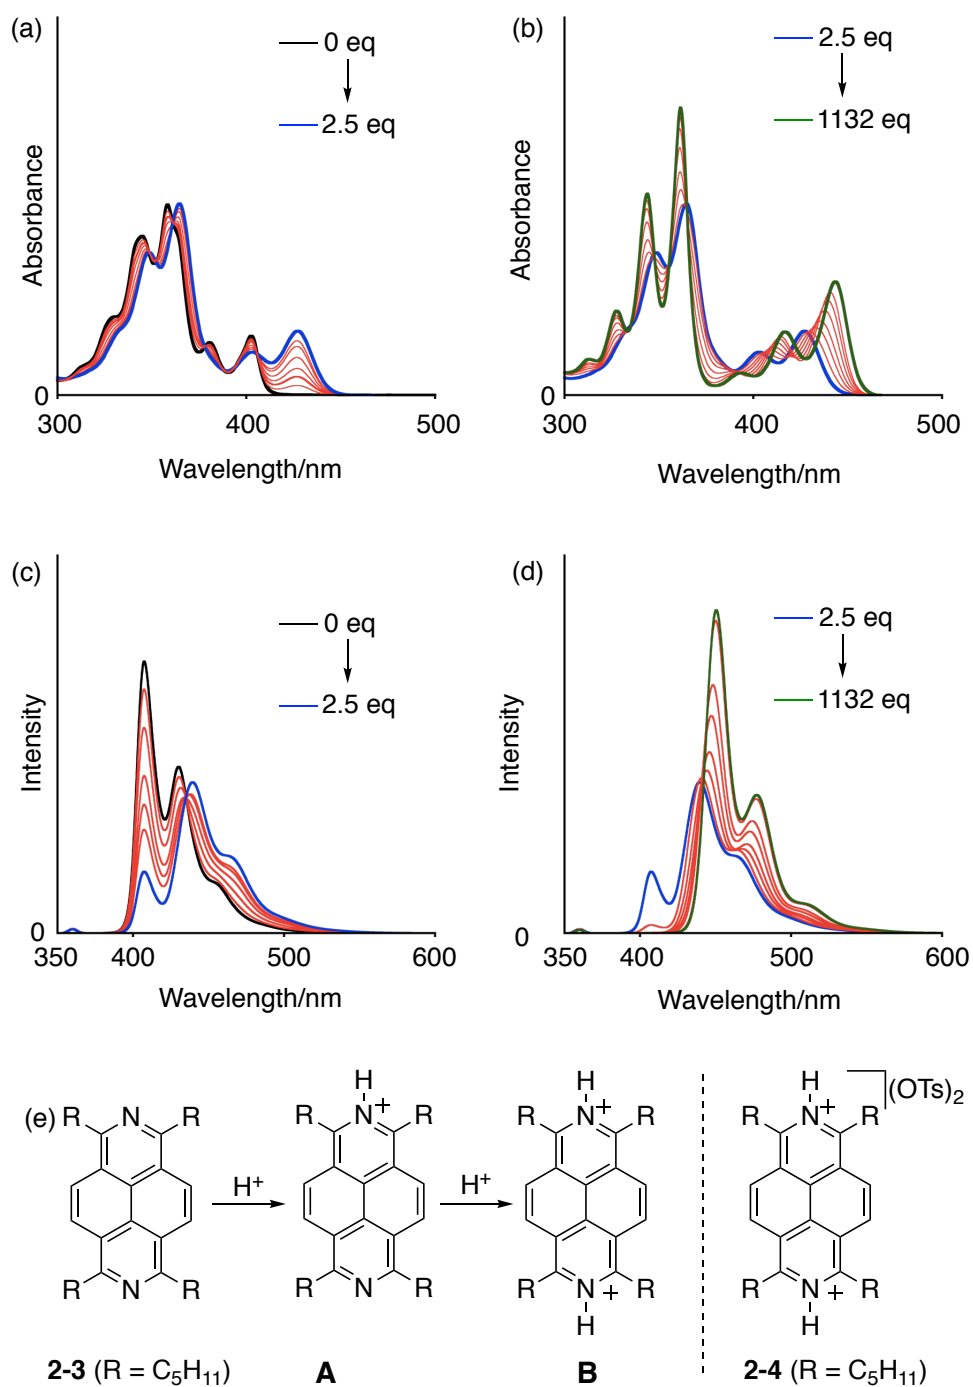 (a)
0 eq
2.5 eq
Absorbance
0
300
400
500
Wavelength/nm
(b)
2.5 eq
1132 eq
Absorbance
0
300
400
500
Wavelength/nm
(c)
0 eq
2.5 eq
Intensity
0
350
400
500
600
Wavelength/nm
(d)
2.5 eq
1132 eq
Intensity
0
350
400
500
600
Wavelength/nm
(e)
R N R
R N R
H⁺
H
R N⁺ R
R N R
H⁺
H
R N⁺ R
R N⁺ R
H
H
R N⁺ R
(OTs)₂
R N⁺ R
H
2-3 (R = C₅H₁₁)
A
B
2-4 (R = C₅H₁₁)